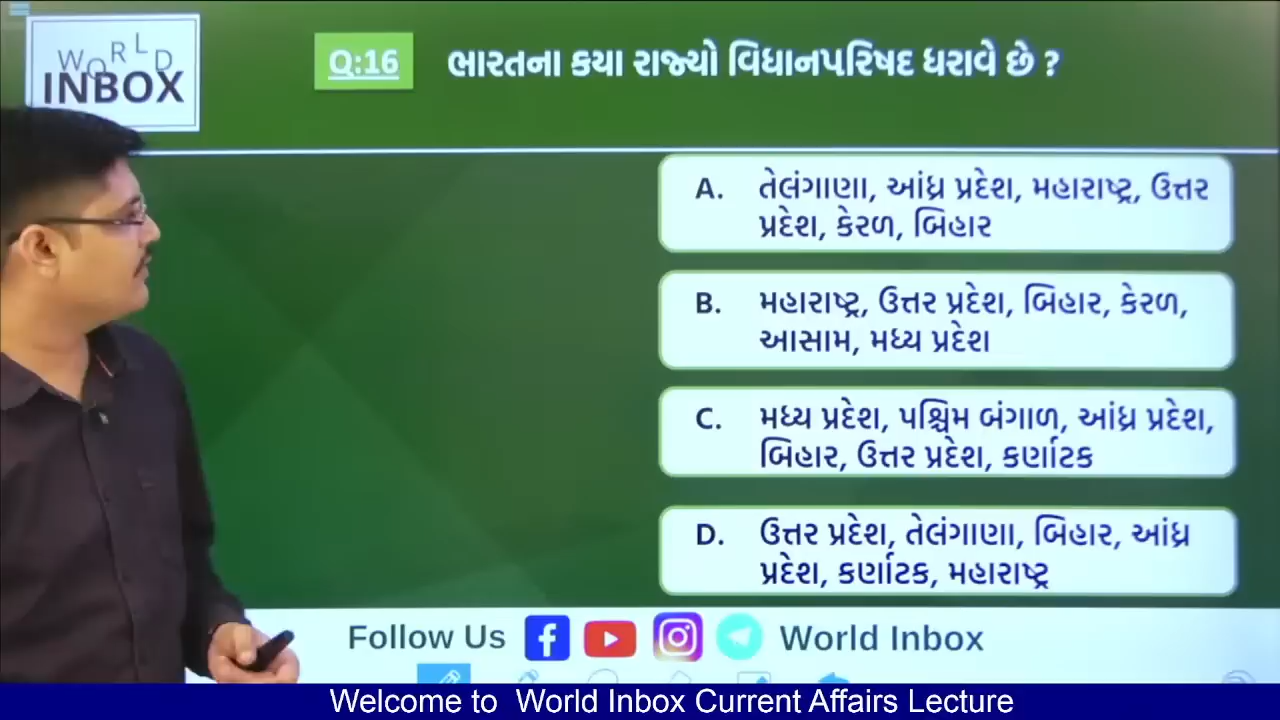 WORLD
INBOX
Q:16 ભારતના કયા રાજ્યો વિધાનપરિષદ ધરાવે છે ?
A. તેલંગાણા, આંધ્ર પ્રદેશ, મહારાષ્ટ્ર, ઉત્તર
પ્રદેશ, કેરળ, બિહાર
B. મહારાષ્ટ્ર, ઉત્તર પ્રદેશ, બિહાર, કેરળ,
આસામ, મધ્ય પ્રદેશ
C. મધ્ય પ્રદેશ, પશ્ચિમ બંગાળ, આંધ્ર પ્રદેશ,
બિહાર, ઉત્તર પ્રદેશ, કર્ણાટક
D. ઉત્તર પ્રદેશ, તેલંગાણા, બિહાર, આંધ્ર
પ્રદેશ, કર્ણાટક, મહારાષ્ટ્ર
Follow Us World Inbox
Welcome to World Inbox Current Affairs Lecture